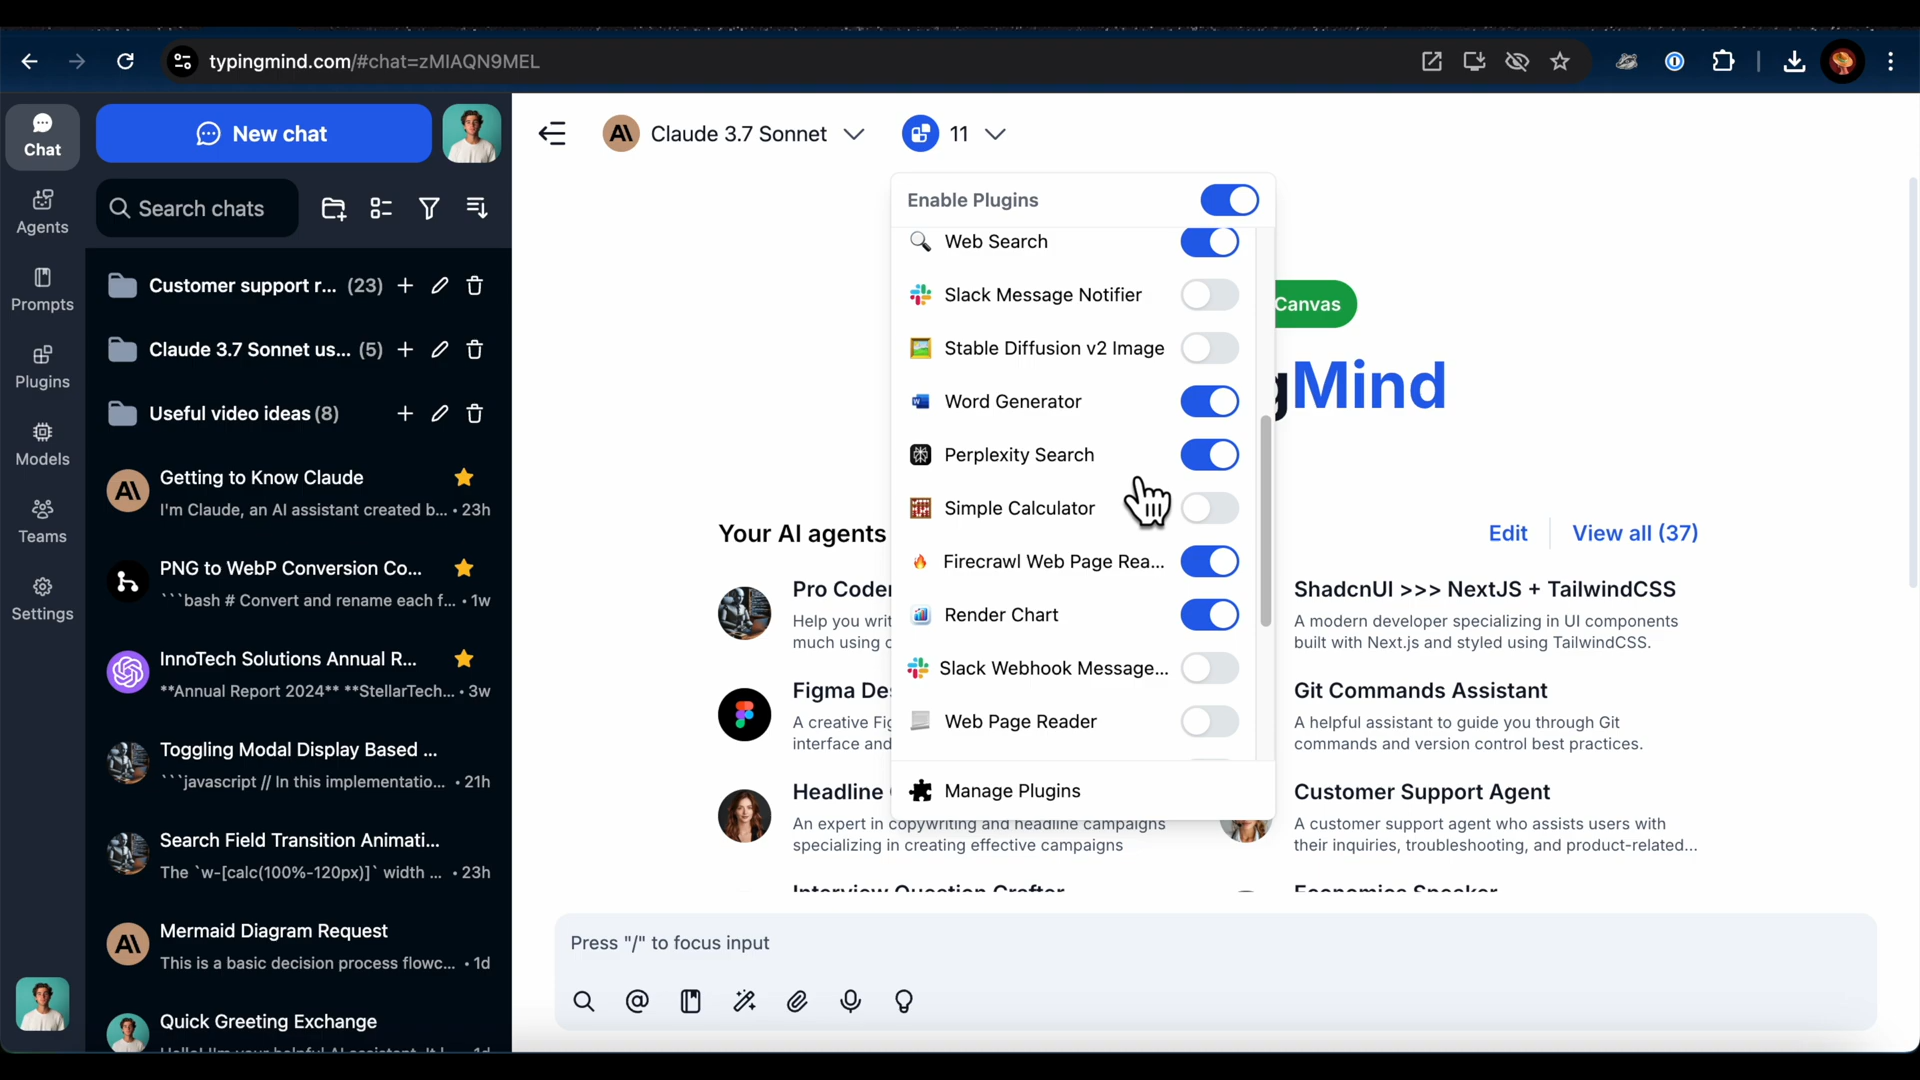 typingmind.com/#chat=zMIAQN9MEL
Chat
Agents
Prompts
Plugins
Models
Teams
Settings
New chat
Search chats
Customer support r... (23)
Claude 3.7 Sonnet us... (5)
Useful video ideas (8)
Getting to Know Claude
I'm Claude, an AI assistant created b... • 23h
PNG to WebP Conversion Co...
```bash # Convert and rename each f... • 1w
InnoTech Solutions Annual R...
**Annual Report 2024** **StellarTech... • 3w
Toggling Modal Display Based ...
```javascript // In this implementatio... • 21h
Search Field Transition Animati...
The `w-[calc(100%-120px)]` width ... • 23h
Mermaid Diagram Request
This is a basic decision process flowc... • 1d
Quick Greeting Exchange
Claude 3.7 Sonnet
11
Enable Plugins
Web Search
Slack Message Notifier
Stable Diffusion v2 Image
Word Generator
Perplexity Search
Simple Calculator
Firecrawl Web Page Rea...
Render Chart
Slack Webhook Message...
Web Page Reader
Manage Plugins
Canvas
gMind
Your AI agents
Edit
View all (37)
Pro Coder
Help you writ
much using c
ShadcnUI >>> NextJS + TailwindCSS
A modern developer specializing in UI components
built with Next.js and styled using TailwindCSS.
Figma De
A creative Fig
interface and
Git Commands Assistant
A helpful assistant to guide you through Git
commands and version control best practices.
Headline
An expert in copywriting and headline campaigns
specializing in creating effective campaigns
Customer Support Agent
A customer support agent who assists users with
their inquiries, troubleshooting, and product-related...
Interview Question Crafter
Economics Speaker
Press "/" to focus input